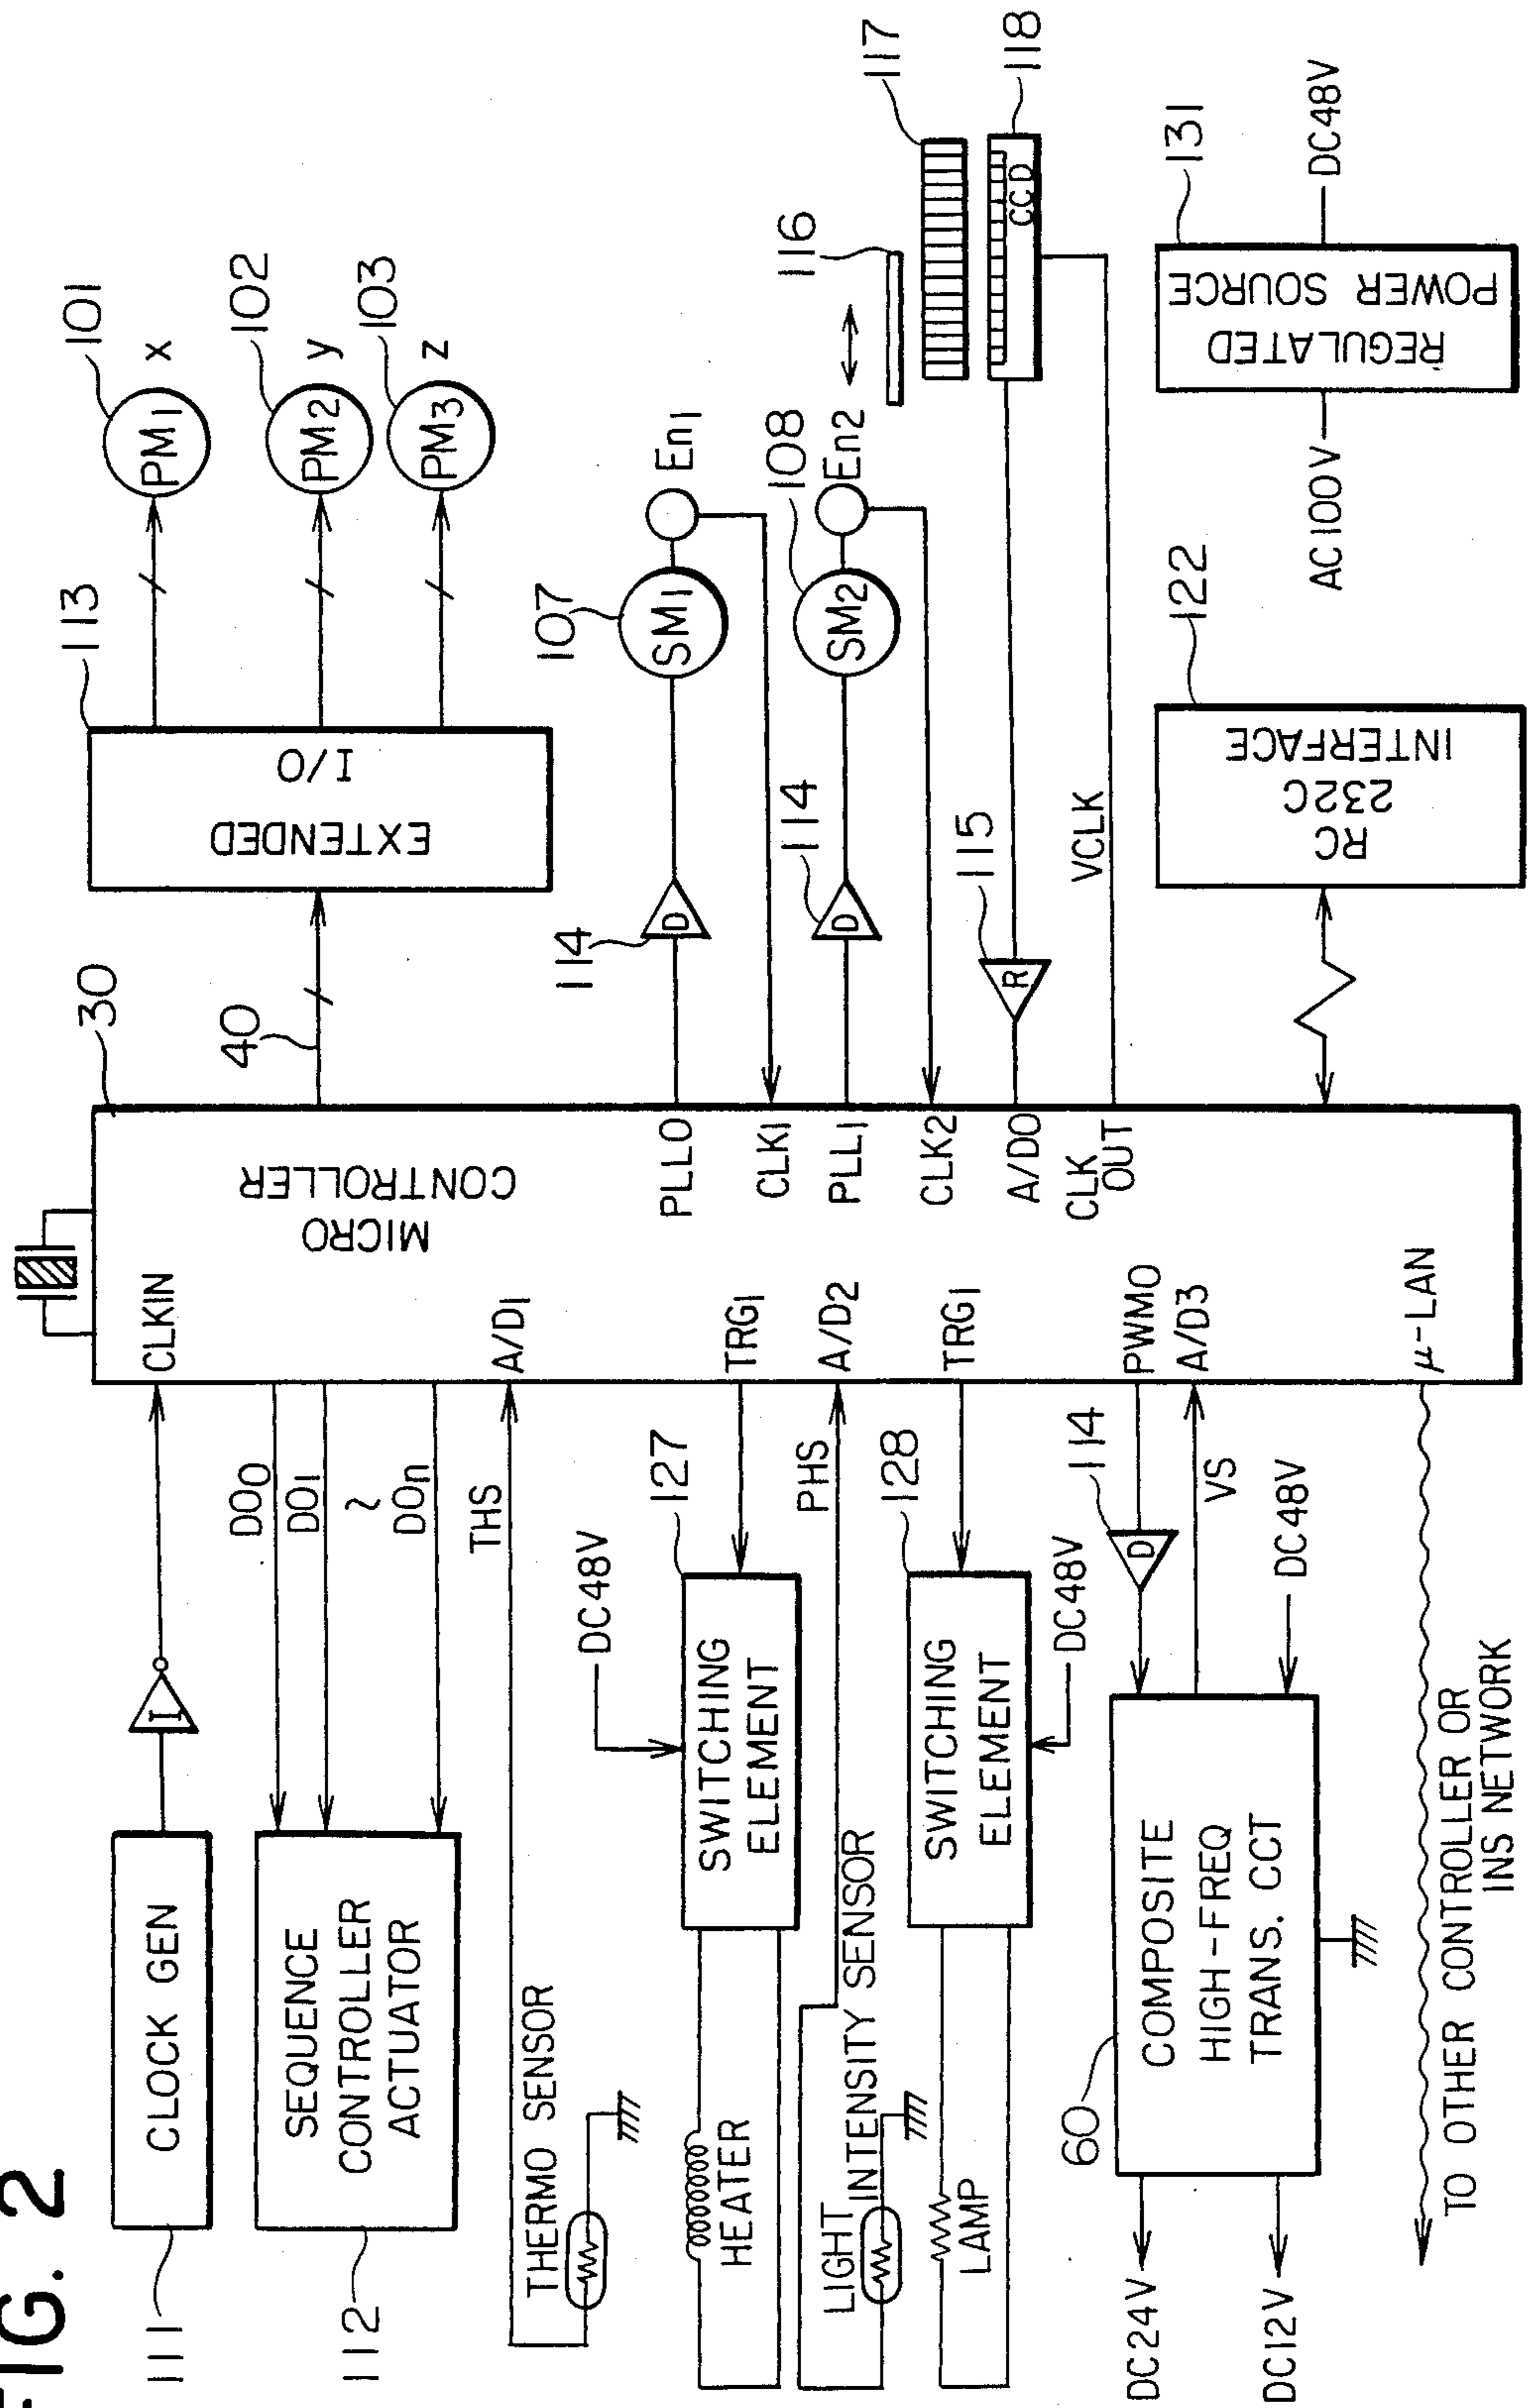 FIG. 2
111
CLOCK GEN
I
CLKIN
30
MICRO
CONTROLLER
112
SEQUENCE
CONTROLLER
ACTUATOR
DO0
DO1
~
DOn
40
113
EXTENDED
I/O
PM1
101
x
PM2
102
y
PM3
103
z
THERMO SENSOR
THS
A/D1
HEATER
SWITCHING
ELEMENT
127
DC48V
TRG1
LIGHT
INTENSITY SENSOR
PHS
A/D2
LAMP
SWITCHING
ELEMENT
128
DC48V
TRG1
PLL0
114
D
107
SM1
En1
CLK1
PLL1
114
D
108
SM2
En2
CLK2
116
117
A/D0
115
R
CCD
118
CLK
OUT
VCLK
DC24V
DC12V
60
COMPOSITE
HIGH-FREQ
TRANS. CCT
114
D
PWM0
VS
A/D3
DC48V
μ-LAN
TO OTHER CONTROLLER OR
INS NETWORK
RC
232C
INTERFACE
122
AC100V
REGULATED
POWER SOURCE
131
DC48V